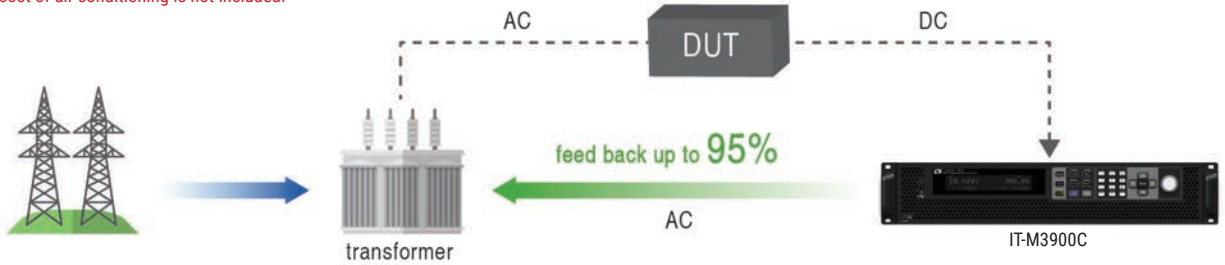 cost of air conditioning is not included.
AC
DUT
DC
feed back up to 95%
AC
transformer
IT-M3900C